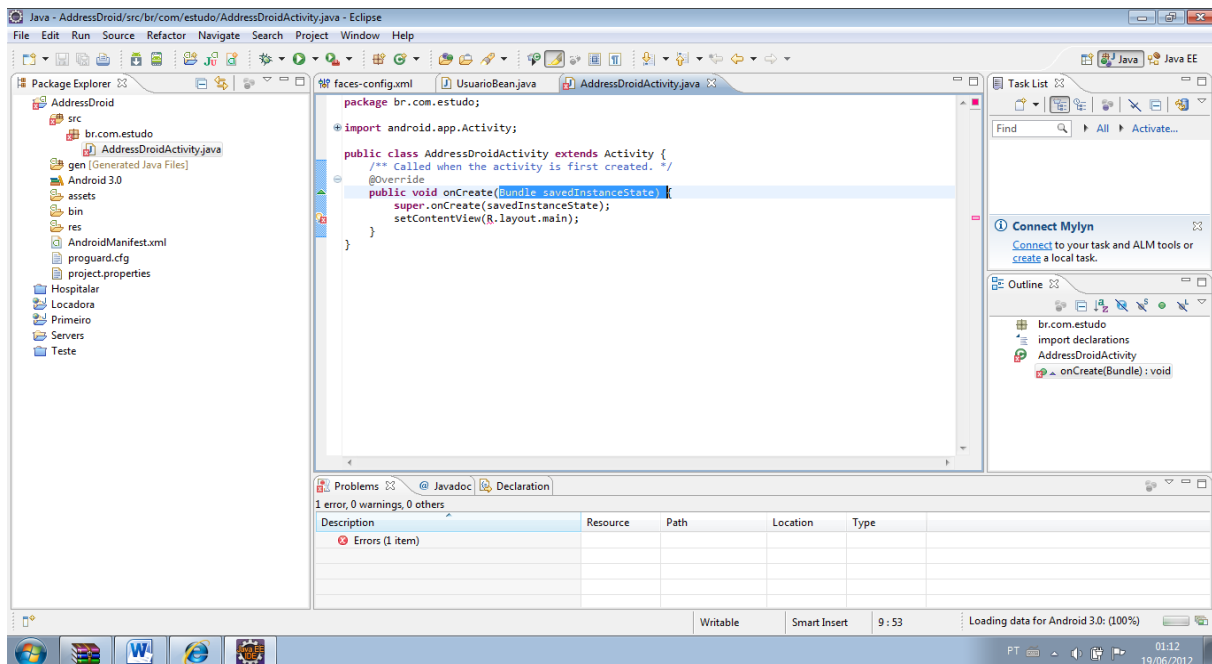 Java - AddressDroid/src/br/com/estudo/AddressDroidActivity.java - Eclipse
File Edit Run Source Refactor Navigate Search Project Window Help
Java Java EE
Package Explorer
AddressDroid
src
br.com.estudo
AddressDroidActivity.java
gen [Generated Java Files]
Android 3.0
assets
bin
res
AndroidManifest.xml
proguard.cfg
project.properties
Hospitalar
Locadora
Primeiro
Servers
Teste
faces-config.xml UsuarioBean.java AddressDroidActivity.java
package br.com.estudo;
import android.app.Activity;
public class AddressDroidActivity extends Activity {
/** Called when the activity is first created. */
@Override
public void onCreate(Bundle savedInstanceState) {
super.onCreate(savedInstanceState);
setContentView(R.layout.main);
}
}
Task List
Find All Activate...
Connect Mylyn
Connect to your task and ALM tools or
create a local task.
Outline
br.com.estudo
import declarations
AddressDroidActivity
onCreate(Bundle) : void
Problems @ Javadoc Declaration
1 error, 0 warnings, 0 others
Description Resource Path Location Type
Errors (1 item)
Writable Smart Insert 9 : 53 Loading data for Android 3.0: (100%)
PT 01:12
19/06/2012